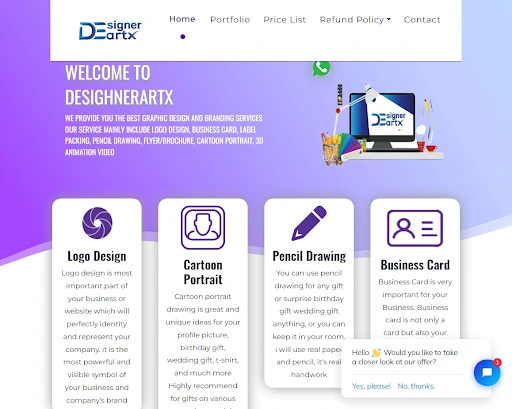 DEsigner
artx
Home
Portfolio
Price List
Refund Policy
Contact
WELCOME TO
DESIGHNERARTX
WE PROVIDE YOU THE BEST GRAPHIC DESIGN AND BRANDING SERVICES
OUR SERVICE MAINLY INCLUDE LOGO DESIGN, BUSINESS CARD, LABEL
PACKING, PENCIL DRAWING, FLYER/BROCHURE, CARTOON PORTRAIT, 3D
ANIMATION VIDEO
DEsigner
artx
Logo Design
Logo design is most
important part of
your business or
website which will
perfectly identity
and represent your
company. it is the
most powerful and
visible symbol of
your business and
company's brand
Cartoon
Portrait
Cartoon portrait
drawing is great and
unique ideas for your
profile picture,
birthday gift,
wedding gift, t-shirt,
and much more
Highly recommend
for gifts on various
Pencil Drawing
You can use pencil
drawing for any gift
or surprise birthday
gift wedding gift
anything, or you can
keep it in your room,
i will use real paper
and pencil, it's real
handwork
Business Card
Business Card is very
important for your
Business. Business
card is not only a
card but also your
Hello 👋 Would you like to take
a closer look at our offer?
Yes, please!
No, thanks.
1